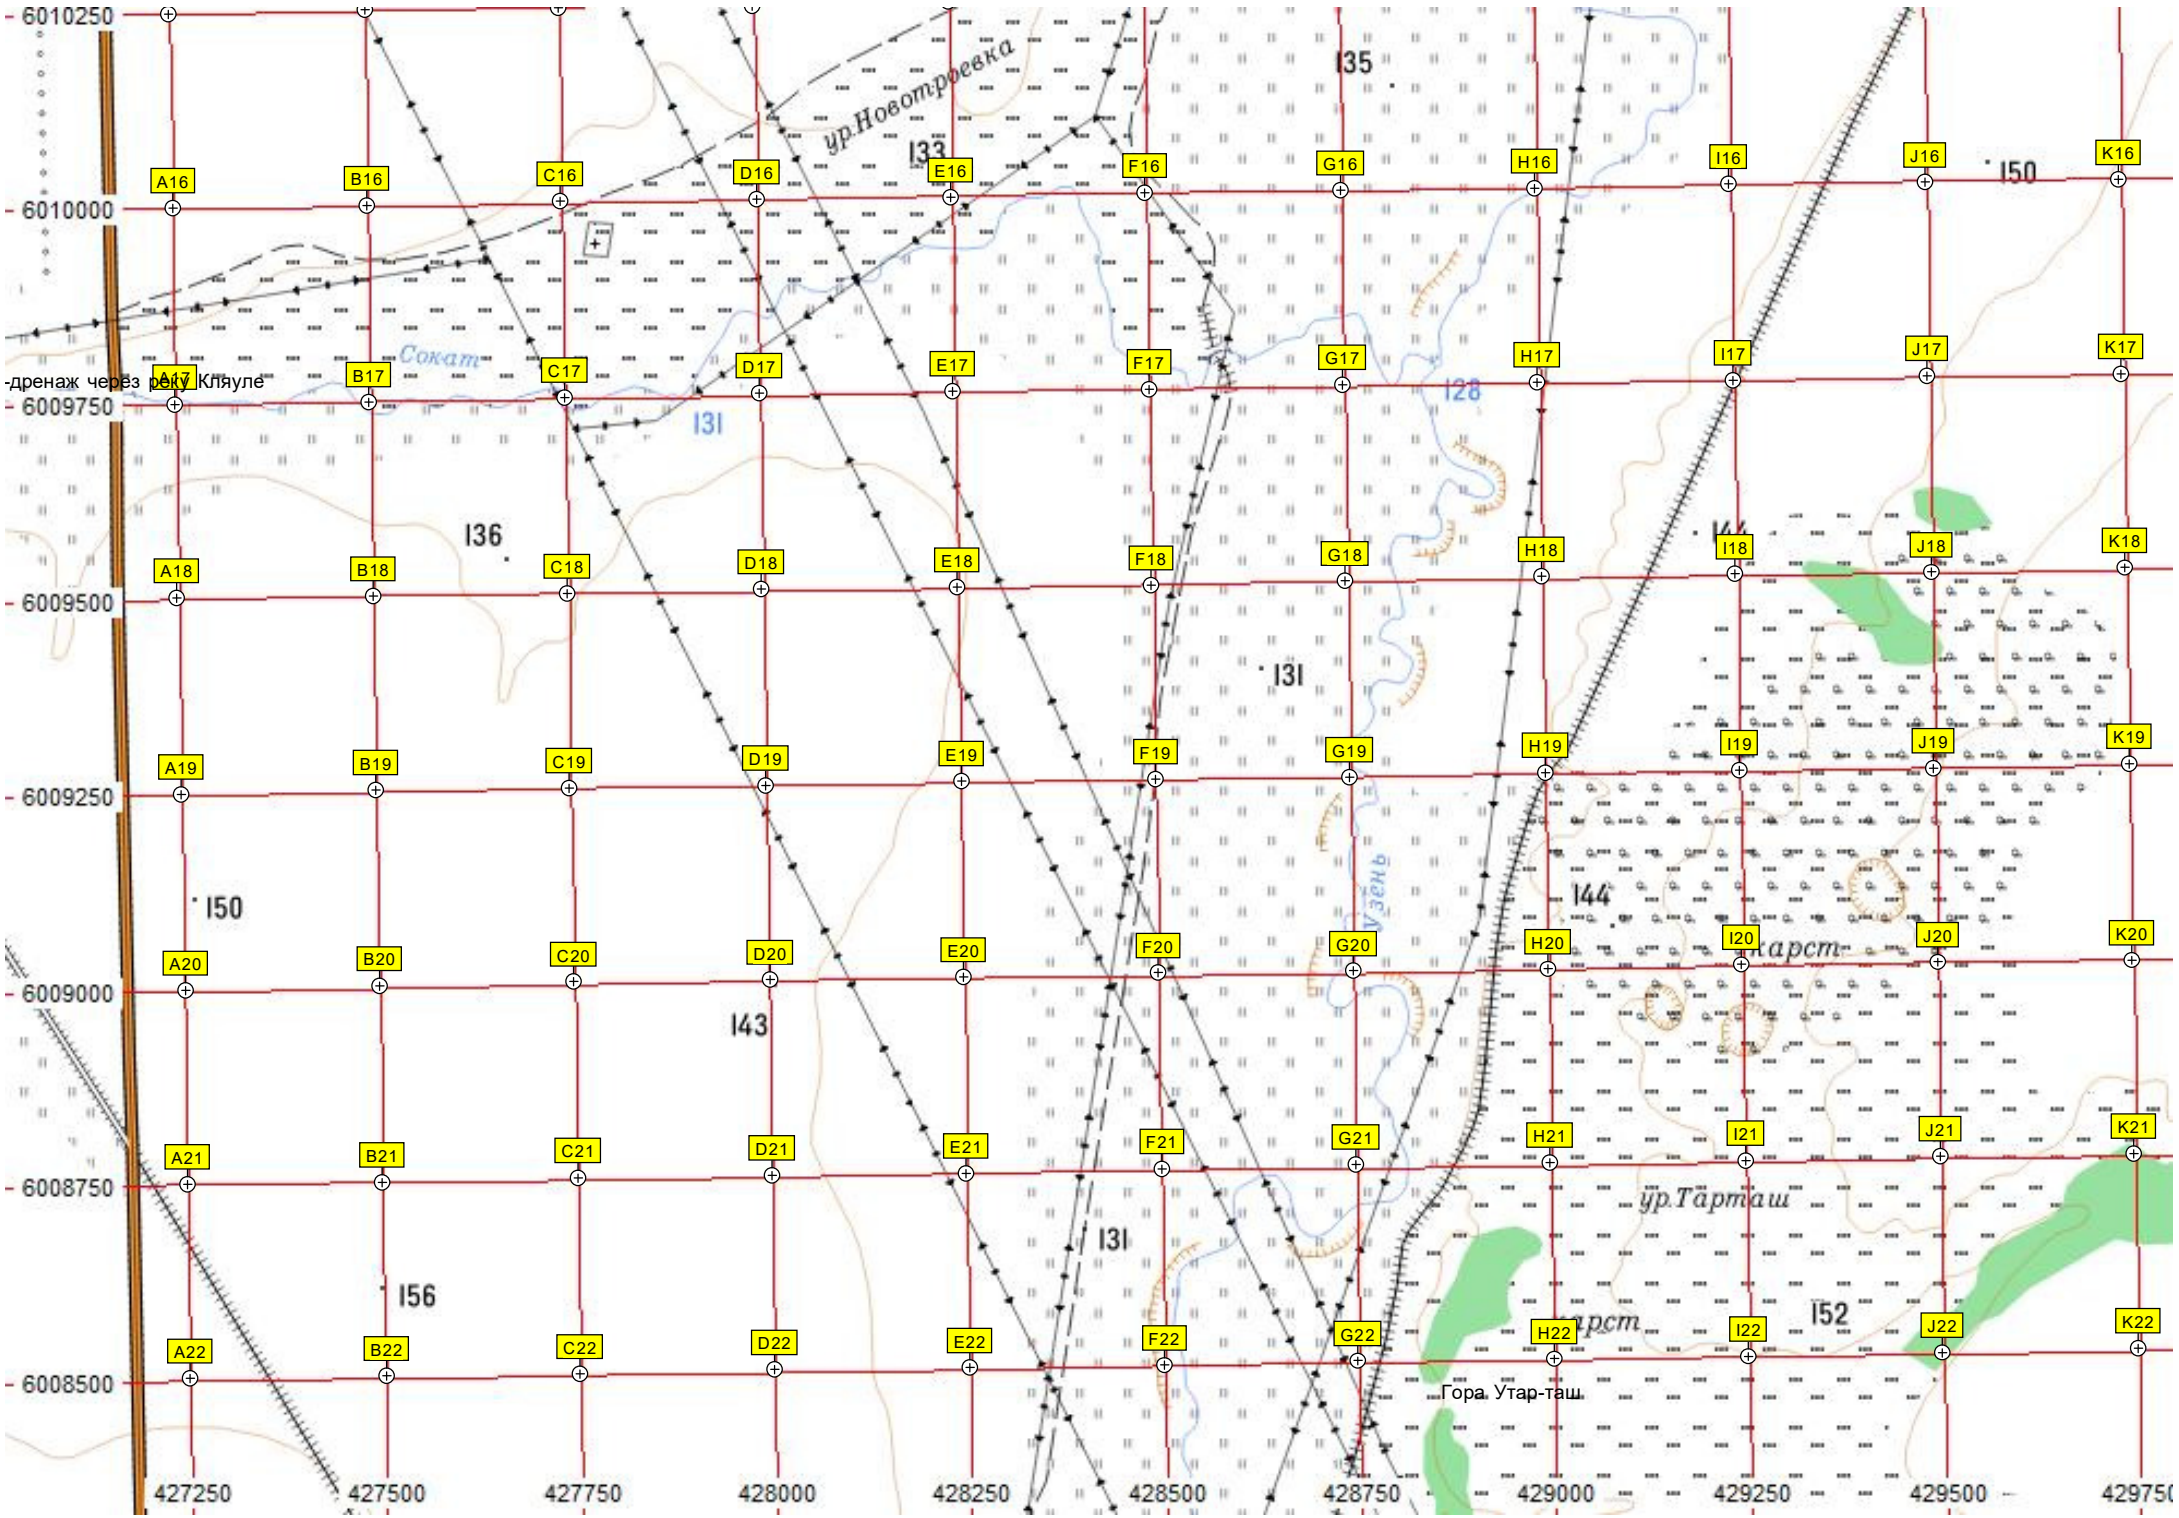 6010250
ур.Новотроевка
135
133
A16 B16 C16 D16 E16 F16 G16 H16 I16 J16 K16
150
6010000
Сокат
A17 B17 C17 D17 E17 F17 G17 H17 I17 J17 K17
-дренаж через реку Кляуле
6009750
131
128
136
144
A18 B18 C18 D18 E18 F18 G18 H18 I18 J18 K18
6009500
131
A19 B19 C19 D19 E19 F19 G19 H19 I19 J19 K19
6009250
Узень
150
144
A20 B20 C20 D20 E20 F20 G20 H20 I20 J20 K20
карст
6009000
143
A21 B21 C21 D21 E21 F21 G21 H21 I21 J21 K21
6008750
ур.Тарташ
131
156
152
A22 B22 C22 D22 E22 F22 G22 H22 I22 J22 K22
карст
6008500
Гора Утар-таш
427250 427500 427750 428000 428250 428500 428750 429000 429250 429500 429750